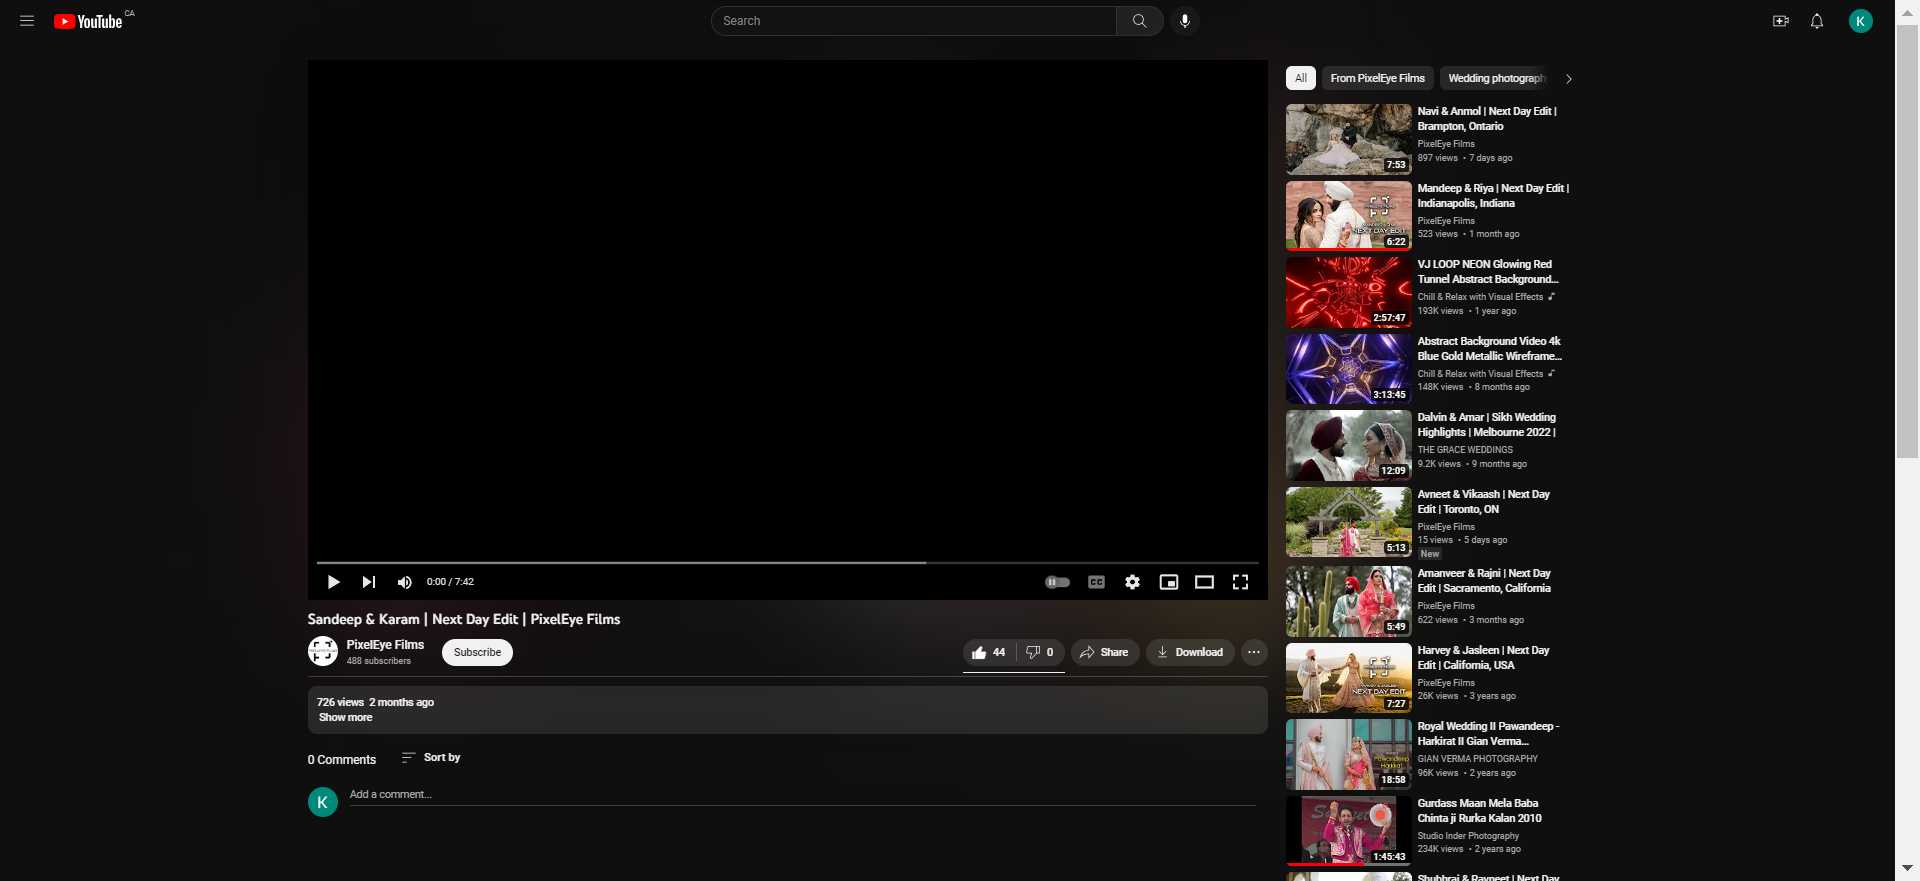 YouTube CA
Search
K
All
From PixelEye Films
Wedding photograph
0:00 / 7:42
CC
Sandeep & Karam | Next Day Edit | PixelEye Films
PixelEye Films
488 subscribers
Subscribe
44
0
Share
Download
726 views 2 months ago
Show more
0 Comments
Sort by
K
Add a comment...
7:53
Navi & Anmol | Next Day Edit |
Brampton, Ontario
PixelEye Films
897 views • 7 days ago
NEXT DAY EDIT
6:22
Mandeep & Riya | Next Day Edit |
Indianapolis, Indiana
PixelEye Films
523 views • 1 month ago
2:57:47
VJ LOOP NEON Glowing Red
Tunnel Abstract Background...
Chill & Relax with Visual Effects
193K views • 1 year ago
3:13:45
Abstract Background Video 4k
Blue Gold Metallic Wireframe...
Chill & Relax with Visual Effects
148K views • 8 months ago
12:09
Dalvin & Amar | Sikh Wedding
Highlights | Melbourne 2022 |
THE GRACE WEDDINGS
9.2K views • 9 months ago
5:13
Avneet & Vikaash | Next Day
Edit | Toronto, ON
PixelEye Films
15 views • 5 days ago
New
5:49
Amanveer & Rajni | Next Day
Edit | Sacramento, California
PixelEye Films
622 views • 3 months ago
NEXT DAY EDIT
7:27
Harvey & Jasleen | Next Day
Edit | California, USA
PixelEye Films
26K views • 3 years ago
Pawandeep
Harkirat
18:58
Royal Wedding II Pawandeep -
Harkirat II Gian Verma...
GIAN VERMA PHOTOGRAPHY
96K views • 2 years ago
1:45:43
Gurdass Maan Mela Baba
Chinta ji Rurka Kalan 2010
Studio Inder Photography
234K views • 2 years ago
Shubhraj & Ravneet | Next Day